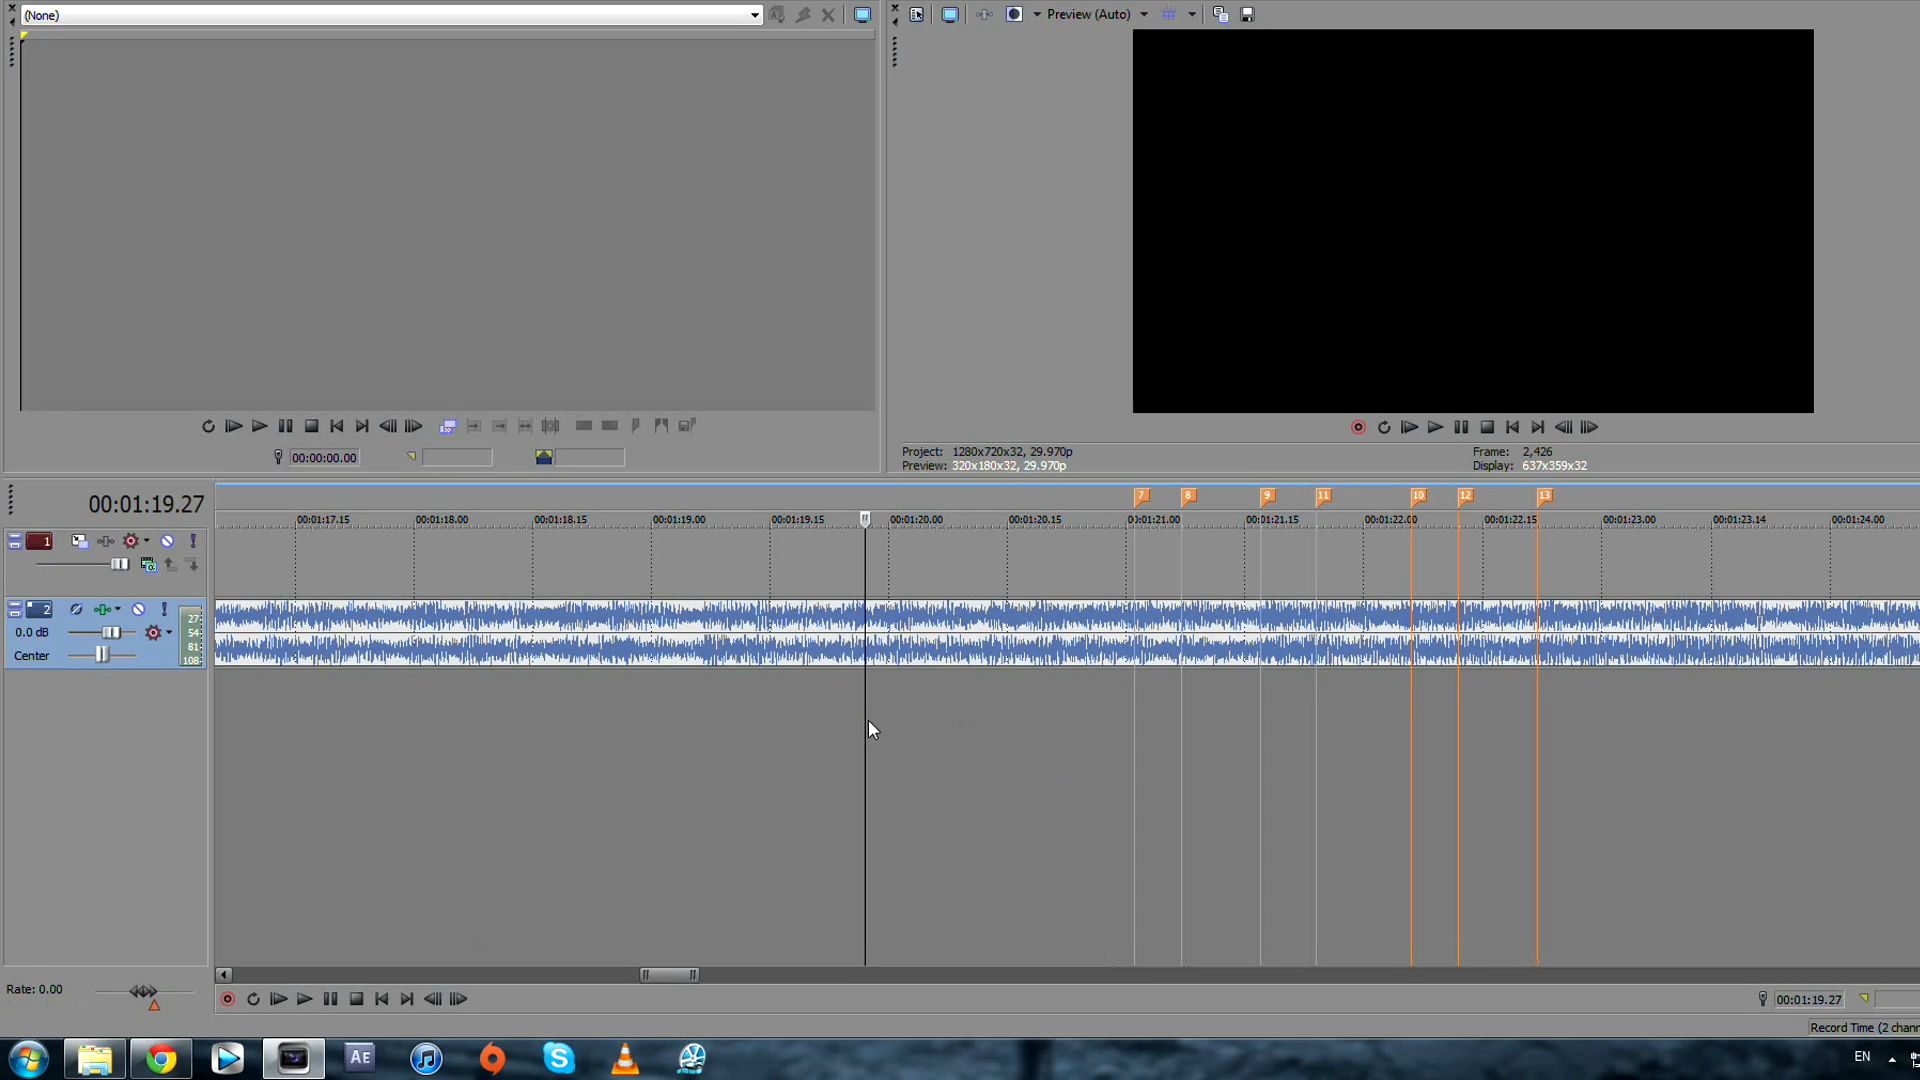 (None)
Preview (Auto)
00:00:00.00
Project: 1280x720x32, 29.970p
Frame: 2,426
Preview: 320x180x32, 29.970p
Display: 637x359x32
00:01:19.27
7 8 9 11 10 12 13
00:01:17.15 00:01:18.00 00:01:18.15 00:01:19.00 00:01:19.15 00:01:20.00 00:01:20.15 00:01:21.00 00:01:21.15 00:01:22.00 00:01:22.15 00:01:23.00 00:01:23.14 00:01:24.00
1
2
27
0.0 dB
54
81
Center
108
Rate: 0.00
00:01:19.27
Record Time (2 chann
Ae
EN